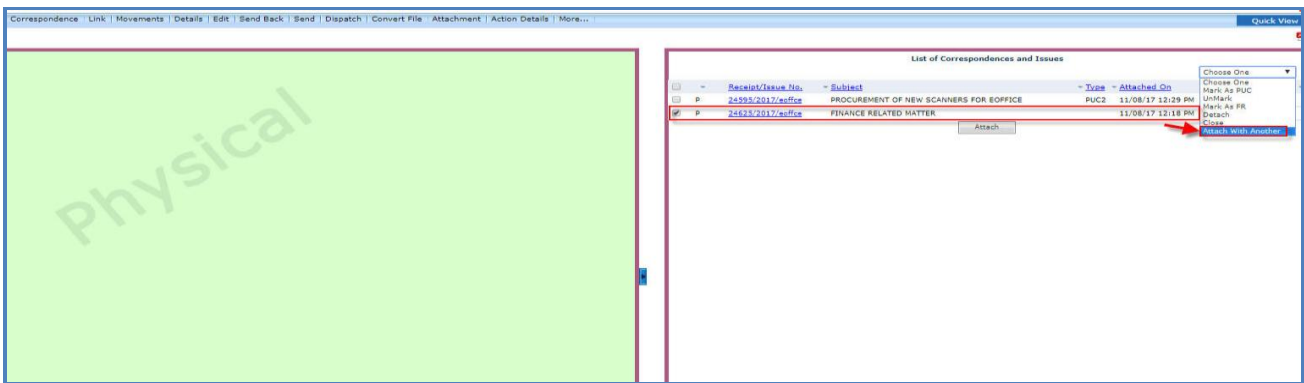 Correspondence | Link | Movements | Details | Edit | Send Back | Send | Dispatch | Convert File | Attachment | Action Details | More...
Quick View
Physical
List of Correspondences and Issues
Choose One
Receipt/Issue No. Subject Type Attached On
P 24595/2017/eoffce PROCUREMENT OF NEW SCANNERS FOR EOFFICE PUC2 11/08/17 12:29 PM
P 24625/2017/eoffce FINANCE RELATED MATTER 11/08/17 12:18 PM
Choose One
Mark As PUC
UnMark
Mark As FR
Detach
Close
Attach With Another
Attach